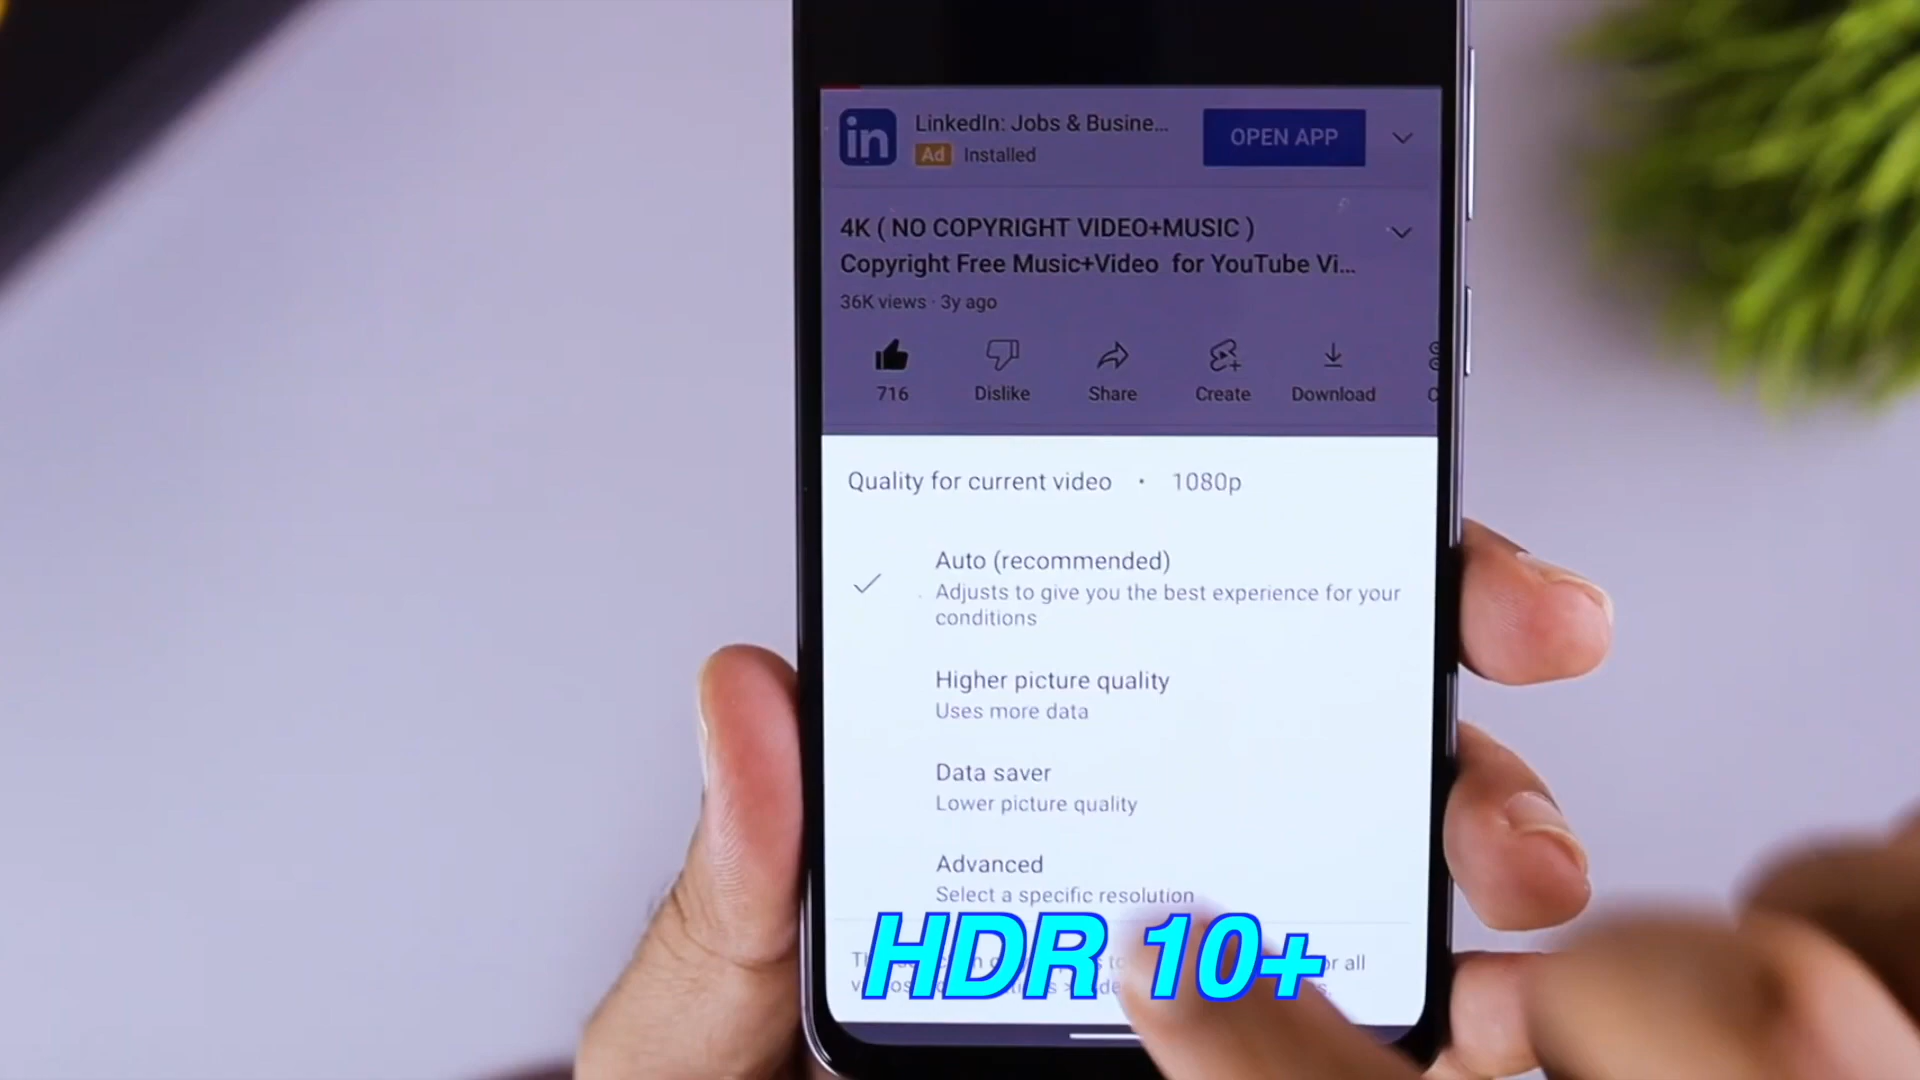 in
LinkedIn: Jobs & Busine...
Ad Installed
OPEN APP
4K ( NO COPYRIGHT VIDEO+MUSIC )
Copyright Free Music+Video for YouTube Vi...
36K views · 3y ago
716
Dislike
Share
Create
Download
Quality for current video • 1080p
Auto (recommended)
Adjusts to give you the best experience for your
conditions
Higher picture quality
Uses more data
Data saver
Lower picture quality
Advanced
Select a specific resolution
HDR 10+
all